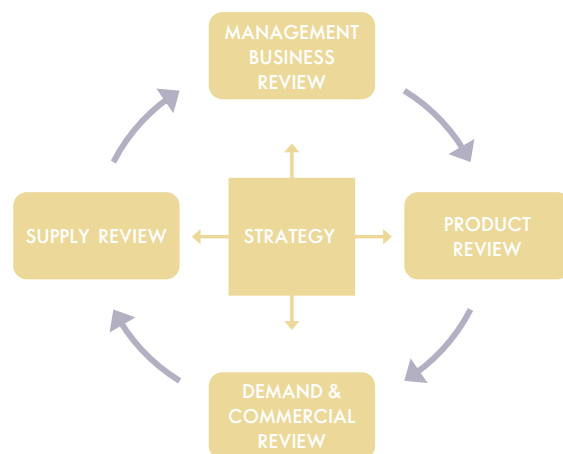 MANAGEMENT
BUSINESS
REVIEW
SUPPLY REVIEW
STRATEGY
PRODUCT
REVIEW
DEMAND &
COMMERCIAL
REVIEW